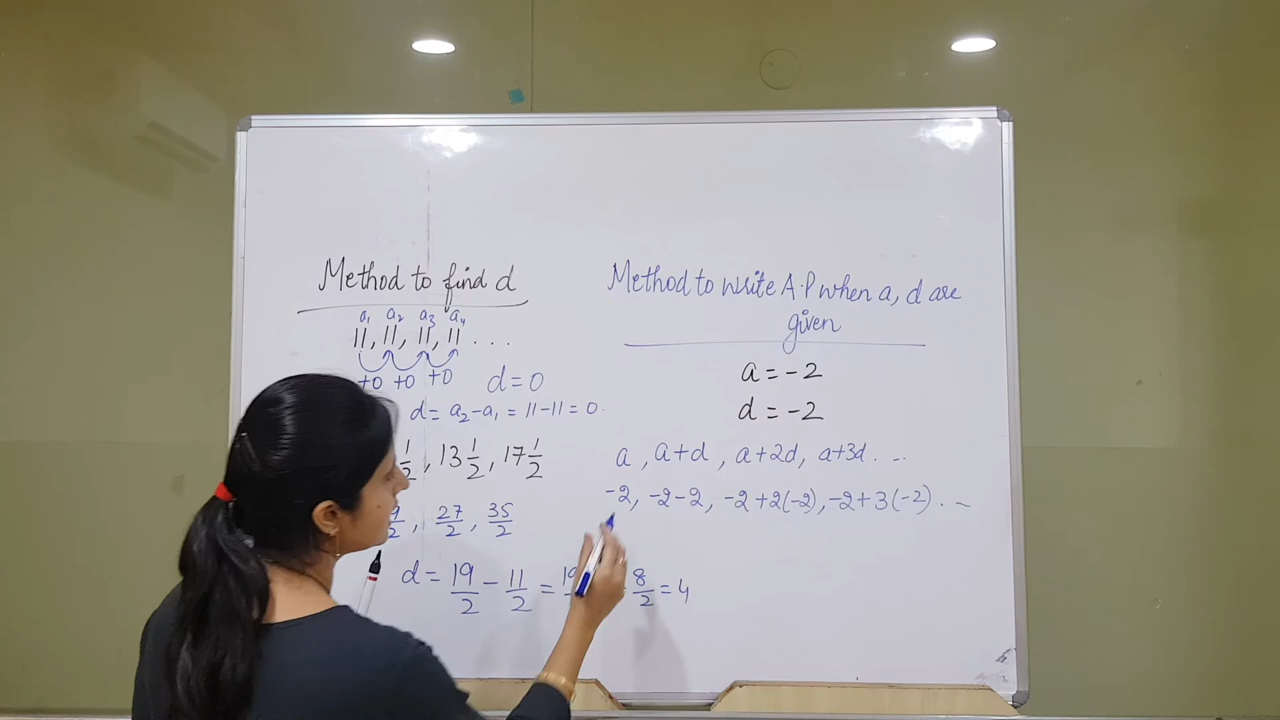 Method to find d
a₁ a₂ a₃ a₄
11, 11, 11, 11 . . .
+0 +0 +0 d = 0
d = a₂ - a₁ = 11 - 11 = 0.
, 13 1/2, 17 1/2
, 27/2, 35/2
d = 19/2 - 11/2 = 8/2 = 4
Method to write A.P when a, d are
given
a = -2
d = -2
a, a+d, a+2d, a+3d . --
-2, -2-2, -2+2(-2), -2+3(-2) . --